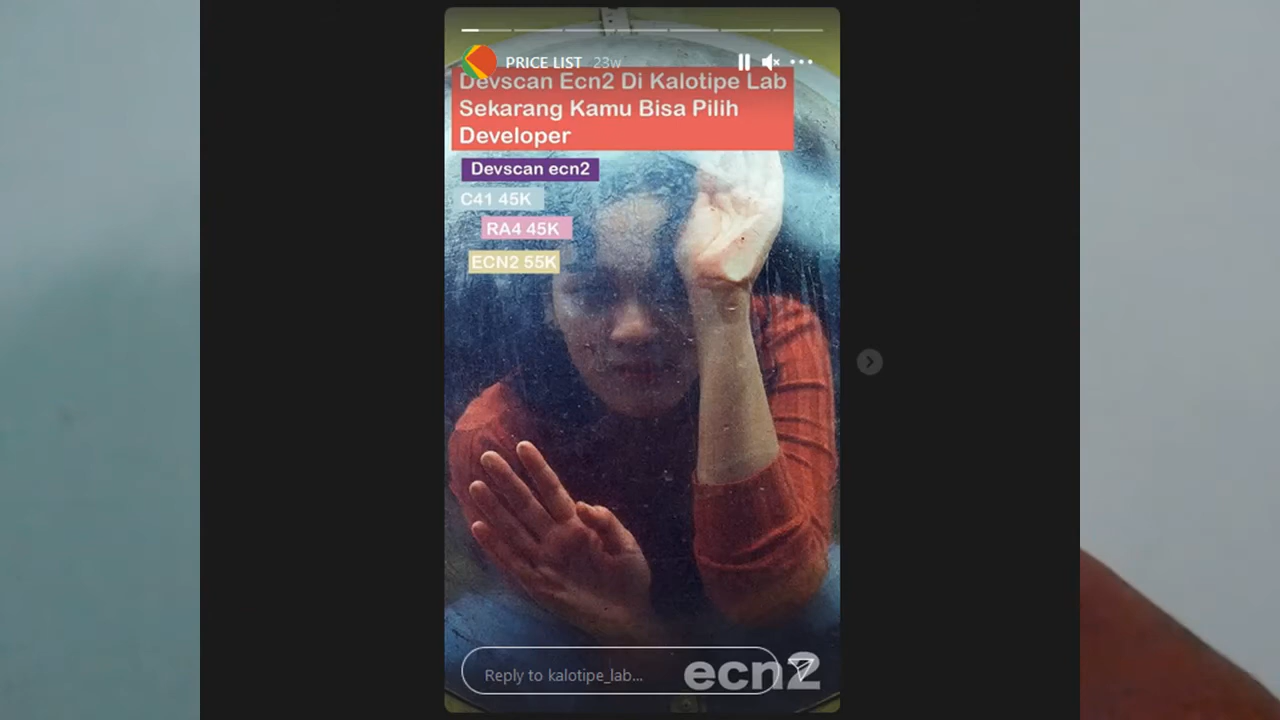 PRICE LIST 23w
Devscan Ecn2 Di Kalotipe Lab
Sekarang Kamu Bisa Pilih
Developer
Devscan ecn2
C41 45K
RA4 45K
ECN2 55K
Reply to kalotipe_lab...
ecn2